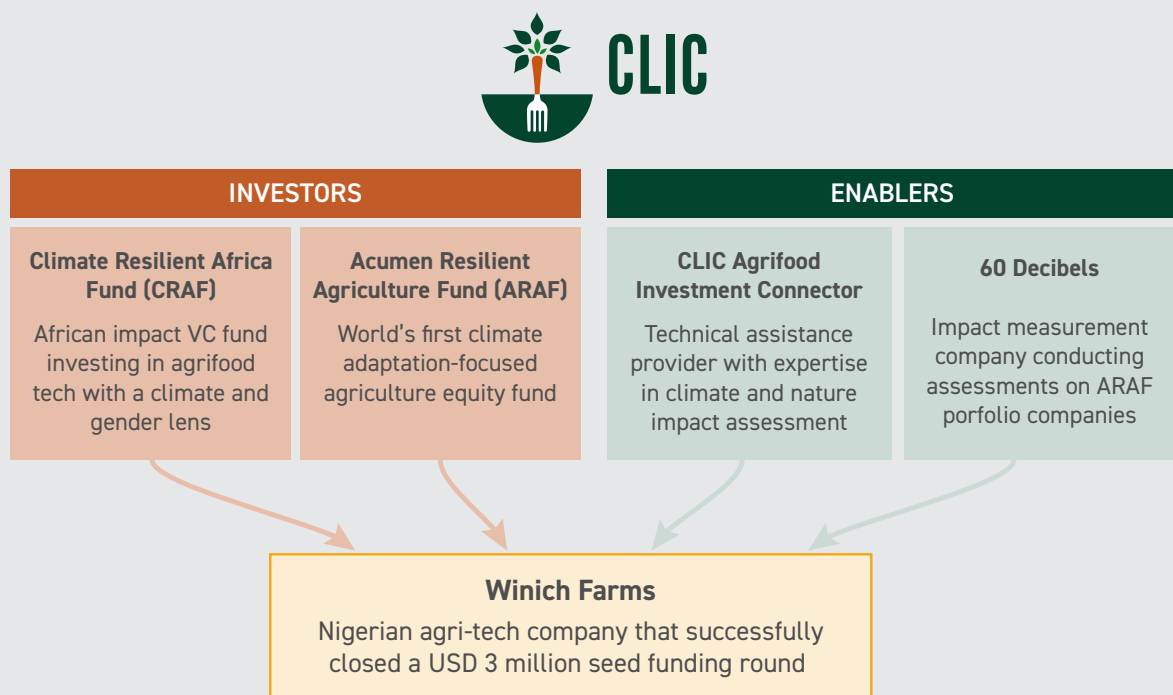 CLIC
INVESTORS
Climate Resilient Africa
Fund (CRAF)
African impact VC fund
investing in agrifood
tech with a climate and
gender lens
Acumen Resilient
Agriculture Fund (ARAF)
World's first climate
adaptation-focused
agriculture equity fund
ENABLERS
CLIC Agrifood
Investment Connector
Technical assistance
provider with expertise
in climate and nature
impact assessment
60 Decibels
Impact measurement
company conducting
assessments on ARAF
porfolio companies
Winich Farms
Nigerian agri-tech company that successfully
closed a USD 3 million seed funding round